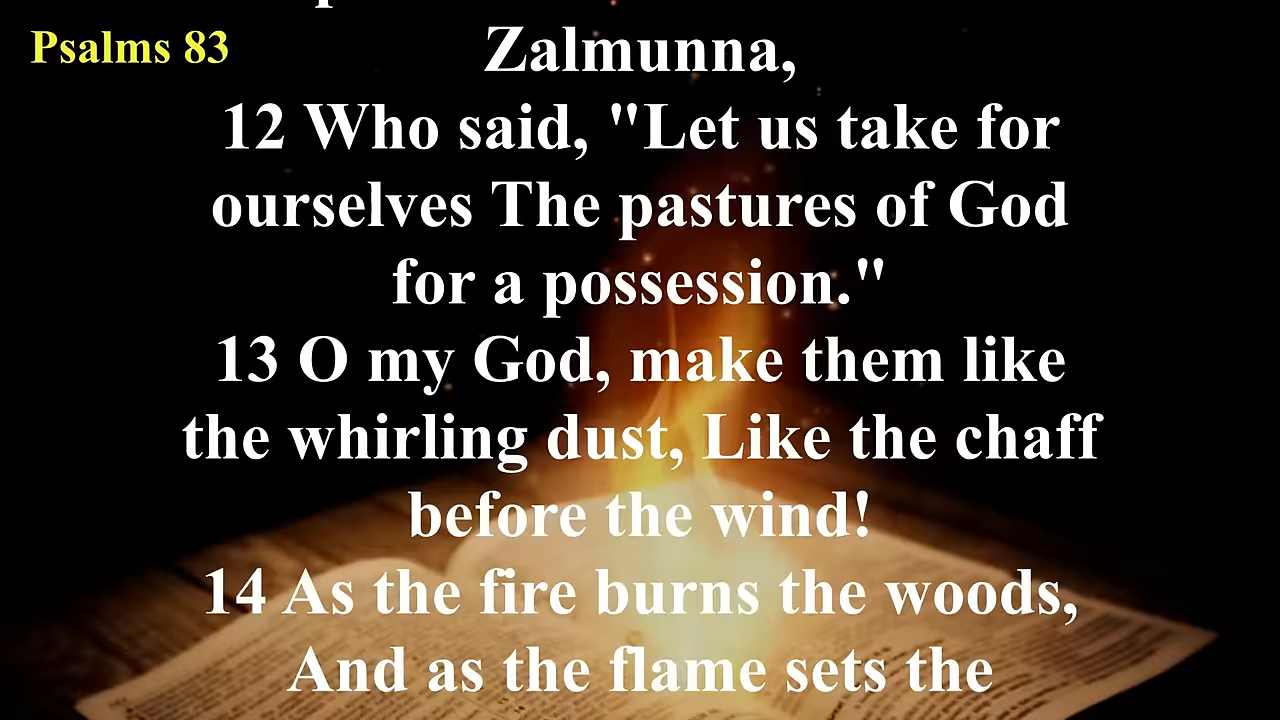 Psalms 83
Zalmunna,
12 Who said, "Let us take for
ourselves The pastures of God
for a possession."
13 O my God, make them like
the whirling dust, Like the chaff
before the wind!
14 As the fire burns the woods,
And as the flame sets the